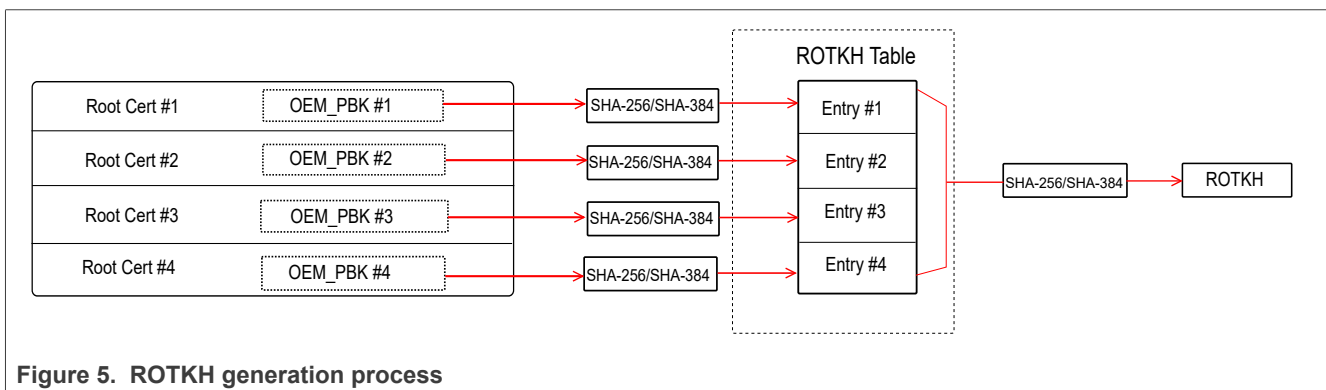 ROTKH Table
Root Cert #1 OEM_PBK #1 SHA-256/SHA-384 Entry #1
Root Cert #2 OEM_PBK #2 SHA-256/SHA-384 Entry #2
SHA-256/SHA-384 ROTKH
Root Cert #3 OEM_PBK #3 SHA-256/SHA-384 Entry #3
Root Cert #4 OEM_PBK #4 SHA-256/SHA-384 Entry #4
Figure 5. ROTKH generation process